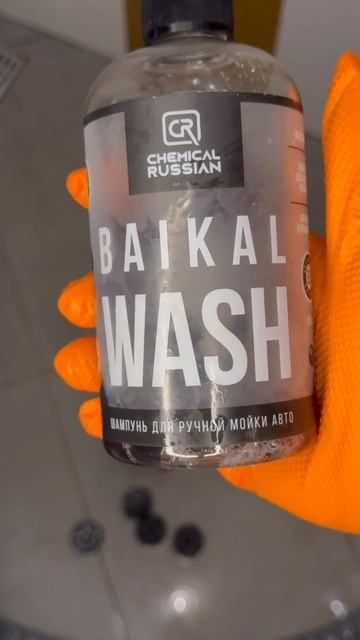 CR
CHEMICAL
RUSSIAN
BAIKAL
WASH
ШАМПУНЬ ДЛЯ РУЧНОЙ МОЙКИ АВТО